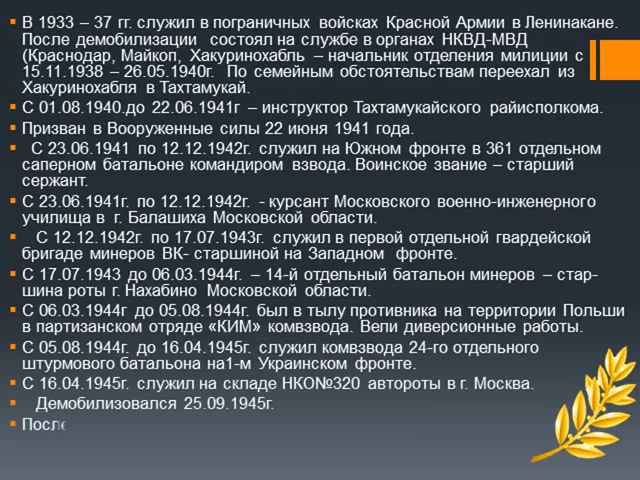 В 1933 – 37 гг. служил в пограничных войсках Красной Армии в Ленинакане.
После демобилизации состоял на службе в органах НКВД-МВД
(Краснодар, Майкоп, Хакуринохабль – начальник отделения милиции с
15.11.1938 – 26.05.1940г. По семейным обстоятельствам переехал из
Хакуринохабля в Тахтамукай.
С 01.08.1940.до 22.06.1941г – инструктор Тахтамукайского райисполкома.
Призван в Вооруженные силы 22 июня 1941 года.
С 23.06.1941 по 12.12.1942г. служил на Южном фронте в 361 отдельном
саперном батальоне командиром взвода. Воинское звание – старший
сержант.
С 23.06.1941г. по 12.12.1942г. - курсант Московского военно-инженерного
училища в г. Балашиха Московской области.
С 12.12.1942г. по 17.07.1943г. служил в первой отдельной гвардейской
бригаде минеров ВК- старшиной на Западном фронте.
С 17.07.1943 до 06.03.1944г. – 14-й отдельный батальон минеров – стар-
шина роты г. Нахабино Московской области.
С 06.03.1944г до 05.08.1944г. был в тылу противника на территории Польши
в партизанском отряде «КИМ» комвзвода. Вели диверсионные работы.
С 05.08.1944г. до 16.04.1945г. служил комвзвода 24-го отдельного
штурмового батальона на1-м Украинском фронте.
С 16.04.1945г. служил на складе НКО№320 автороты в г. Москва.
Демобилизовался 25.09.1945г.
После